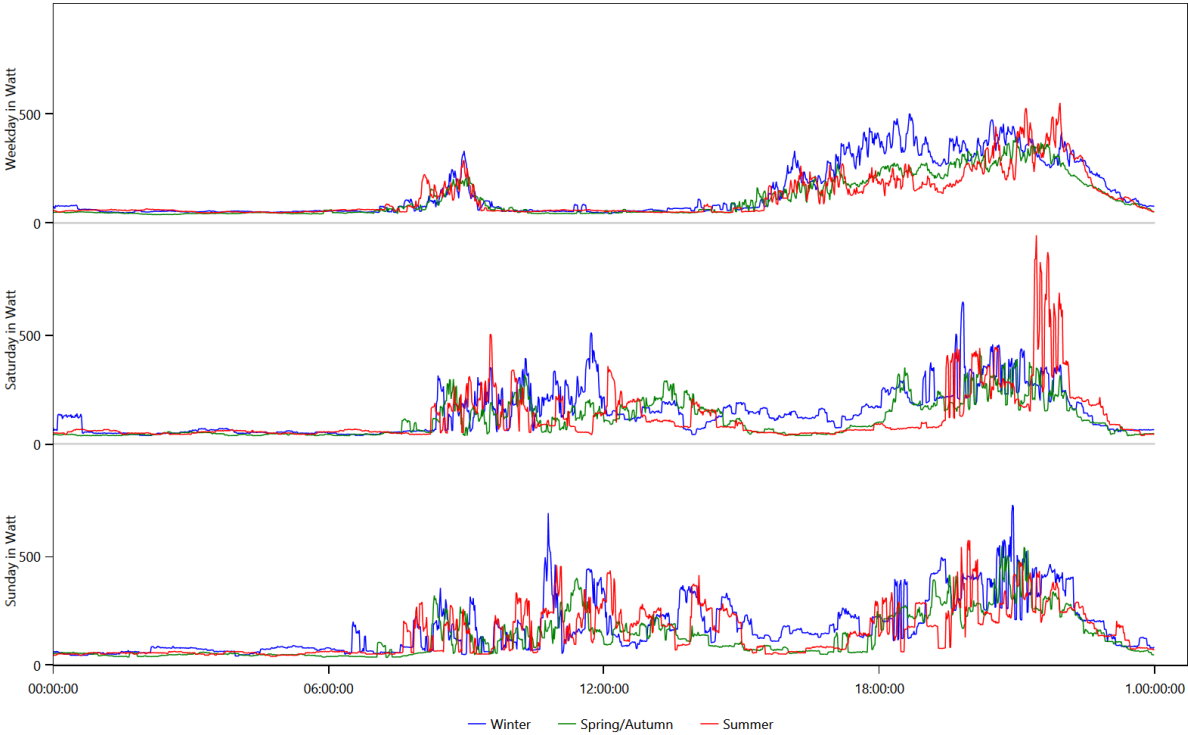 Weekday in Watt
500
0
Saturday in Watt
500
0
Sunday in Watt
500
0
00:00:00 06:00:00 12:00:00 18:00:00 1.00:00:00
Winter Spring/Autumn Summer